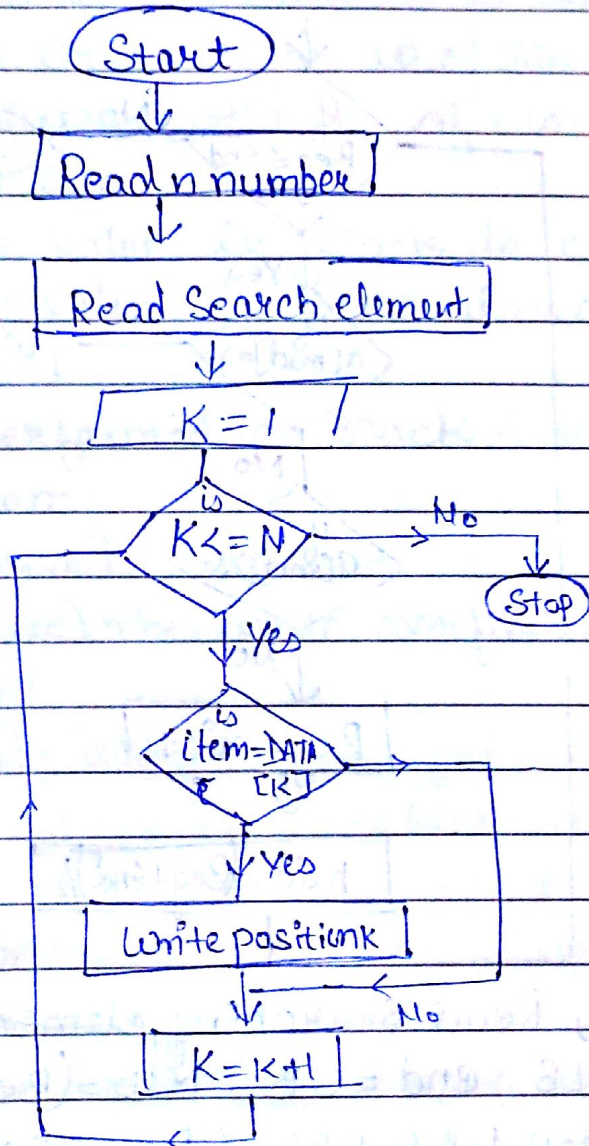 Start
Read n number
Read Search element
K = 1
is
K <= N
No
Stop
Yes
is
item=DATA
[K]
Yes
Write positionk
No
K = K+1